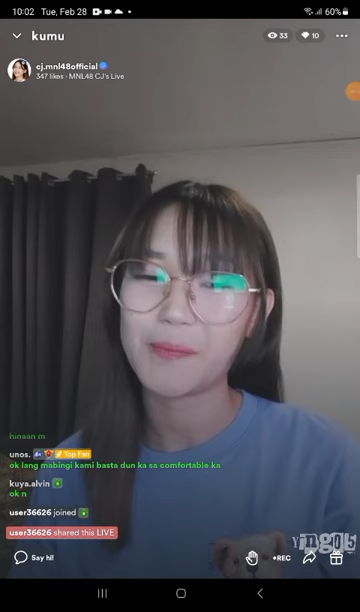 10:02 Tue, Feb 28 60%
kumu 33 10
cj.mnl48official
347 likes · MNL48 CJ's Live
hinaan m
unos. Top Fan
ok lang mabingi kami basta dun ka sa comfortable ka
kuya.alvin
ok n
user36626 joined
user36626 shared this LIVE
Say hi! •REC